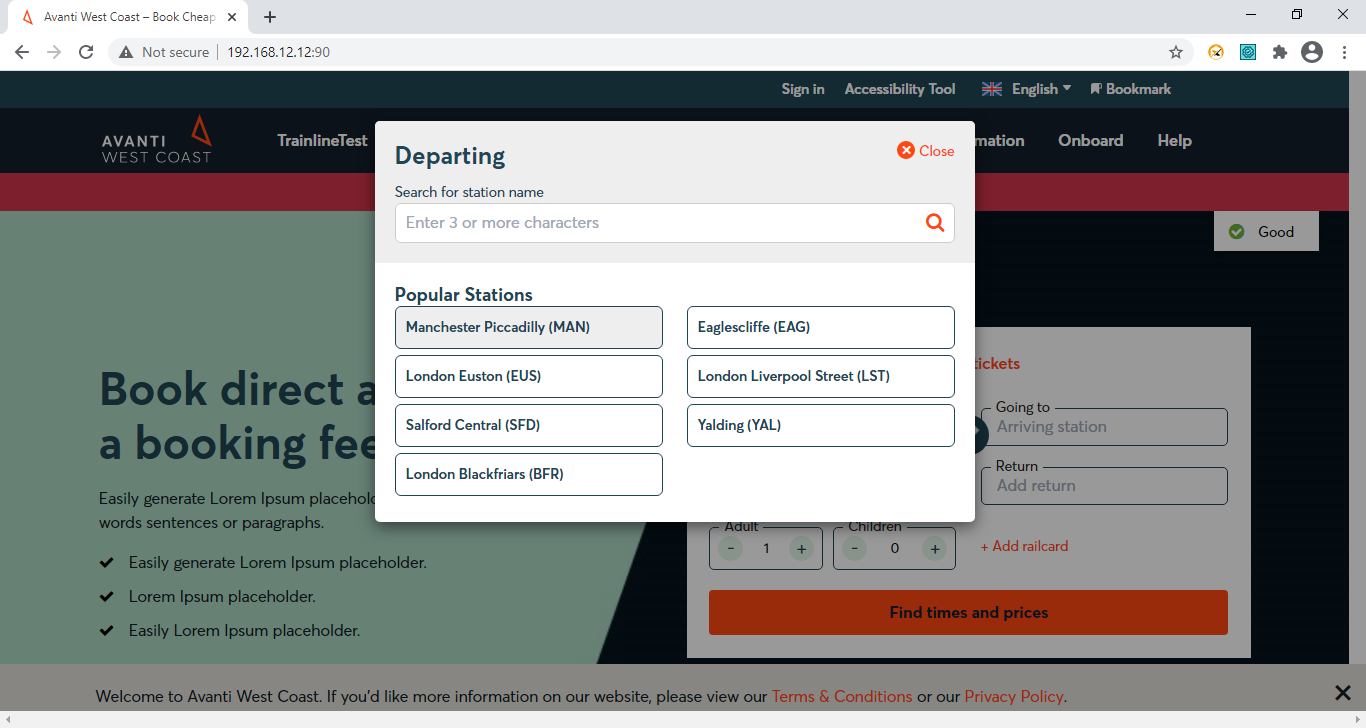 Avanti West Coast – Book Cheap
Not secure
192.168.12.12:90
Sign in
Accessibility Tool
English
Bookmark
AVANTI
WEST COAST
TrainlineTest
mation
Onboard
Help
Departing
Close
Search for station name
Enter 3 or more characters
Good
Popular Stations
Manchester Piccadilly (MAN)
Eaglescliffe (EAG)
London Euston (EUS)
London Liverpool Street (LST)
Salford Central (SFD)
Yalding (YAL)
London Blackfriars (BFR)
Book direct a
a booking fee
Easily generate Lorem Ipsum placehold
words sentences or paragraphs.
Easily generate Lorem Ipsum placeholder.
Lorem Ipsum placeholder.
Easily Lorem Ipsum placeholder.
tickets
Going to
Arriving station
Return
Add return
Adult
Children
- 1 +
- 0 +
+ Add railcard
Find times and prices
Welcome to Avanti West Coast. If you'd like more information on our website, please view our Terms & Conditions or our Privacy Policy.